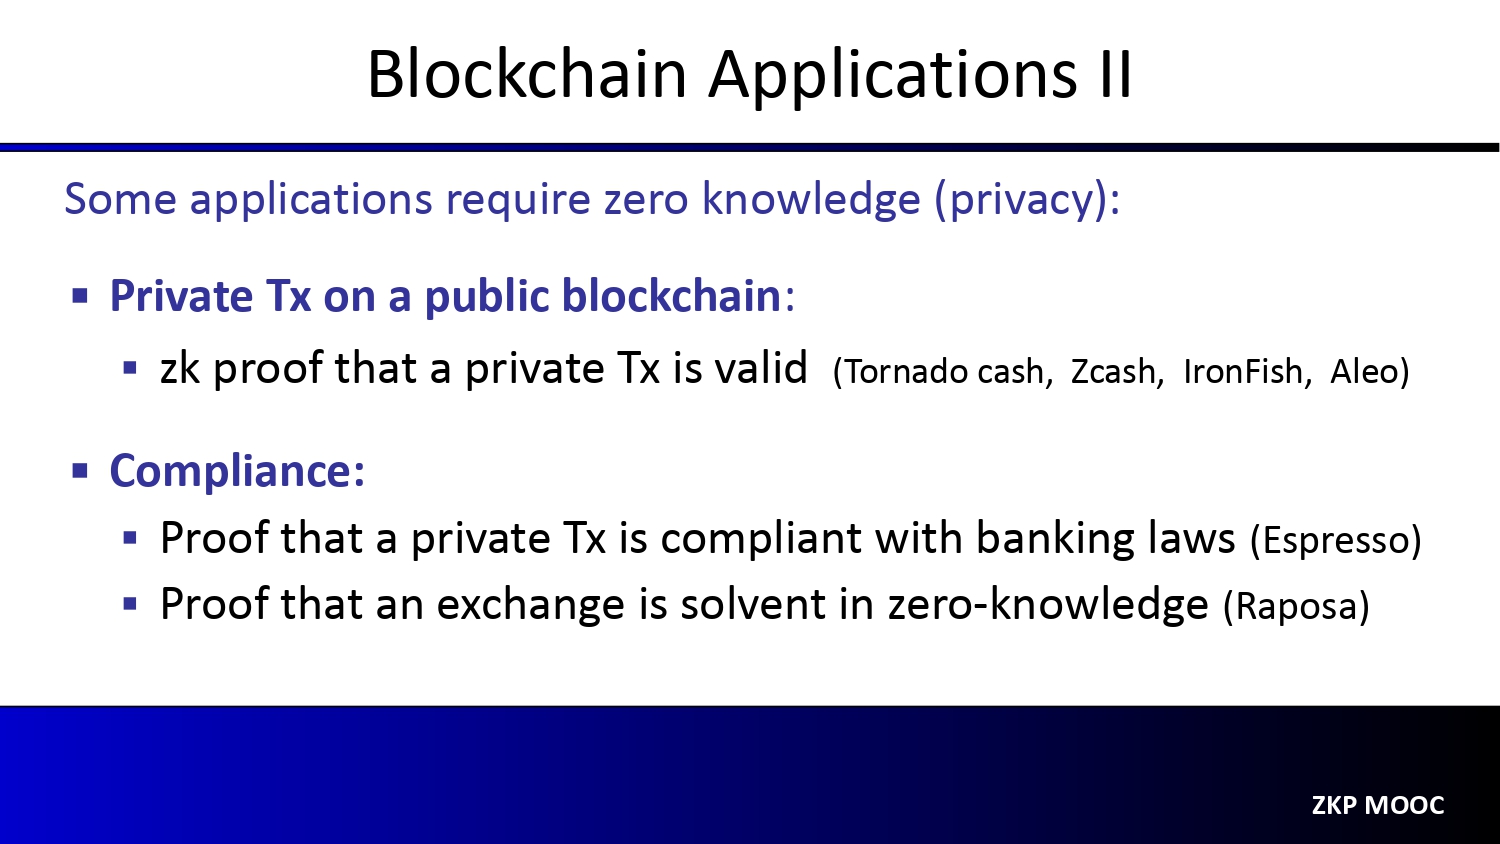 Blockchain Applications II
Some applications require zero knowledge (privacy):
▪ Private Tx on a public blockchain:
▪ zk proof that a private Tx is valid (Tornado cash, Zcash, IronFish, Aleo)
▪ Compliance:
▪ Proof that a private Tx is compliant with banking laws (Espresso)
▪ Proof that an exchange is solvent in zero-knowledge (Raposa)
ZKP MOOC